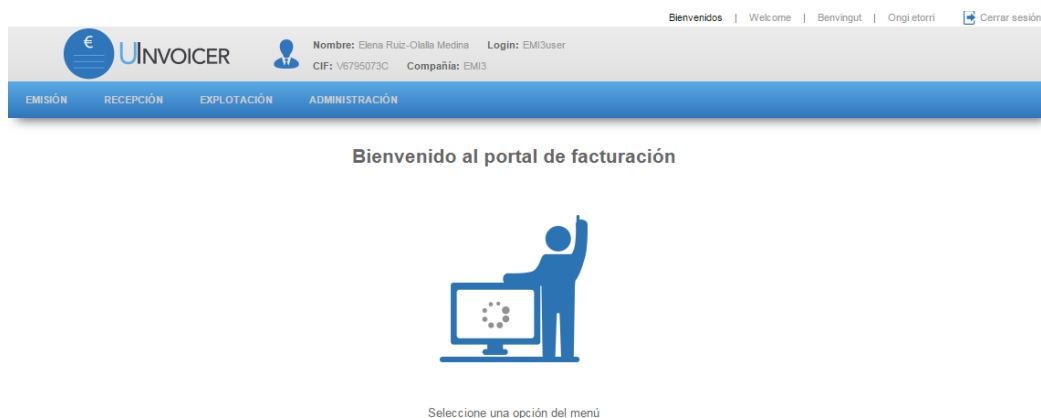 Bienvenidos | Welcome | Benvingut | Ongi etorri Cerrar sesión
€ UINVOICER
Nombre: Elena Ruiz-Olalla Medina Login: EMI3user
CIF: V6795073C Compañia: EMI3
EMISIÓN RECEPCIÓN EXPLOTACIÓN ADMINISTRACIÓN
Bienvenido al portal de facturación
Seleccione una opción del menú